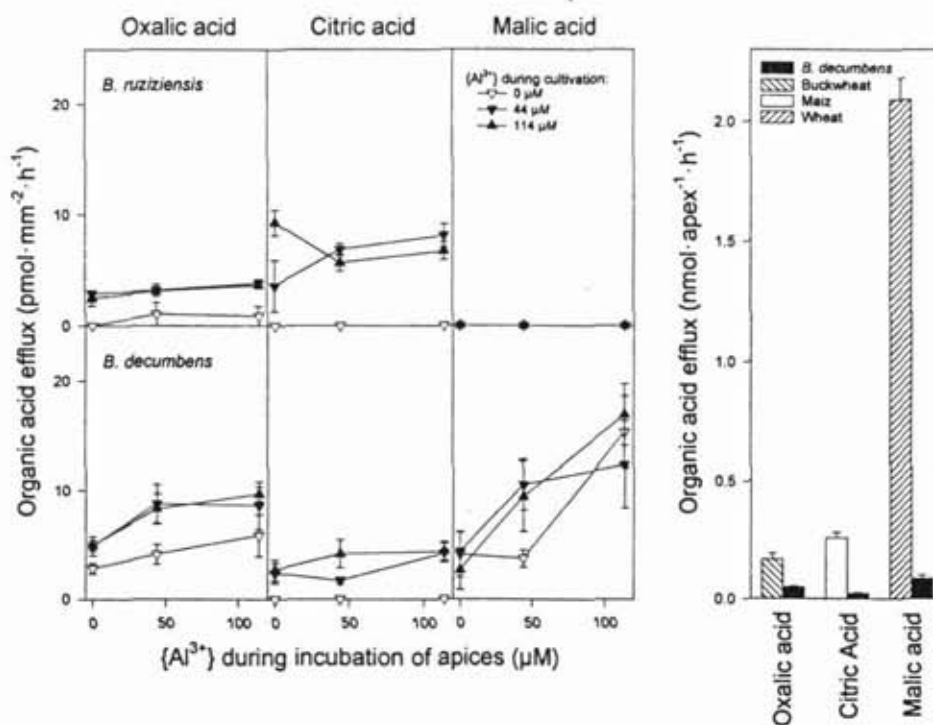 Oxalic acid
Citric acid
Malic acid
Organic acid efflux (pmol·mm⁻²·h⁻¹)
20
10
0
20
10
0
B. ruziziensis
{Al³⁺} during cultivation:
0 µM
44 µM
114 µM
B. decumbens
0
50
100
0
50
100
0
50
100
{Al³⁺} during incubation of apices (µM)
Organic acid efflux (nmol·apex⁻¹·h⁻¹)
2.0
1.5
1.0
0.5
0.0
B. decumbens
Buckwheat
Maiz
Wheat
Oxalic acid
Citric Acid
Malic acid